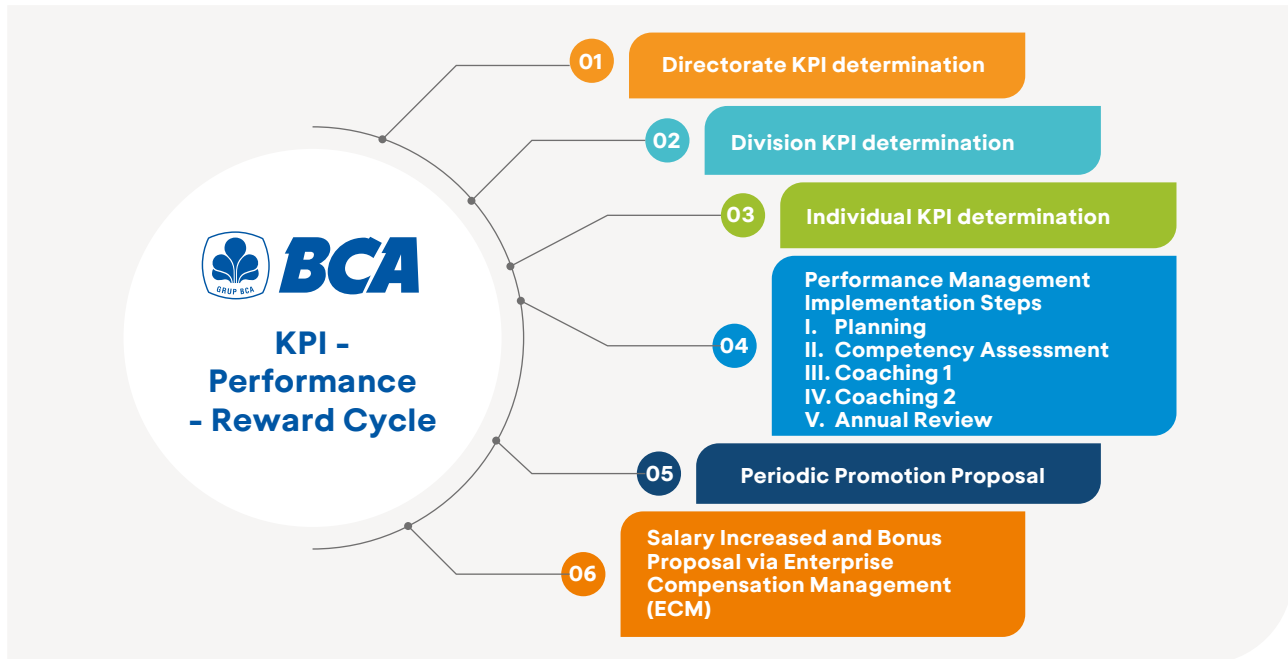 GRUP BCA
BCA
KPI -
Performance
- Reward Cycle
01
Directorate KPI determination
02
Division KPI determination
03
Individual KPI determination
04
Performance Management
Implementation Steps
I. Planning
II. Competency Assessment
III. Coaching 1
IV. Coaching 2
V. Annual Review
05
Periodic Promotion Proposal
06
Salary Increased and Bonus
Proposal via Enterprise
Compensation Management
(ECM)